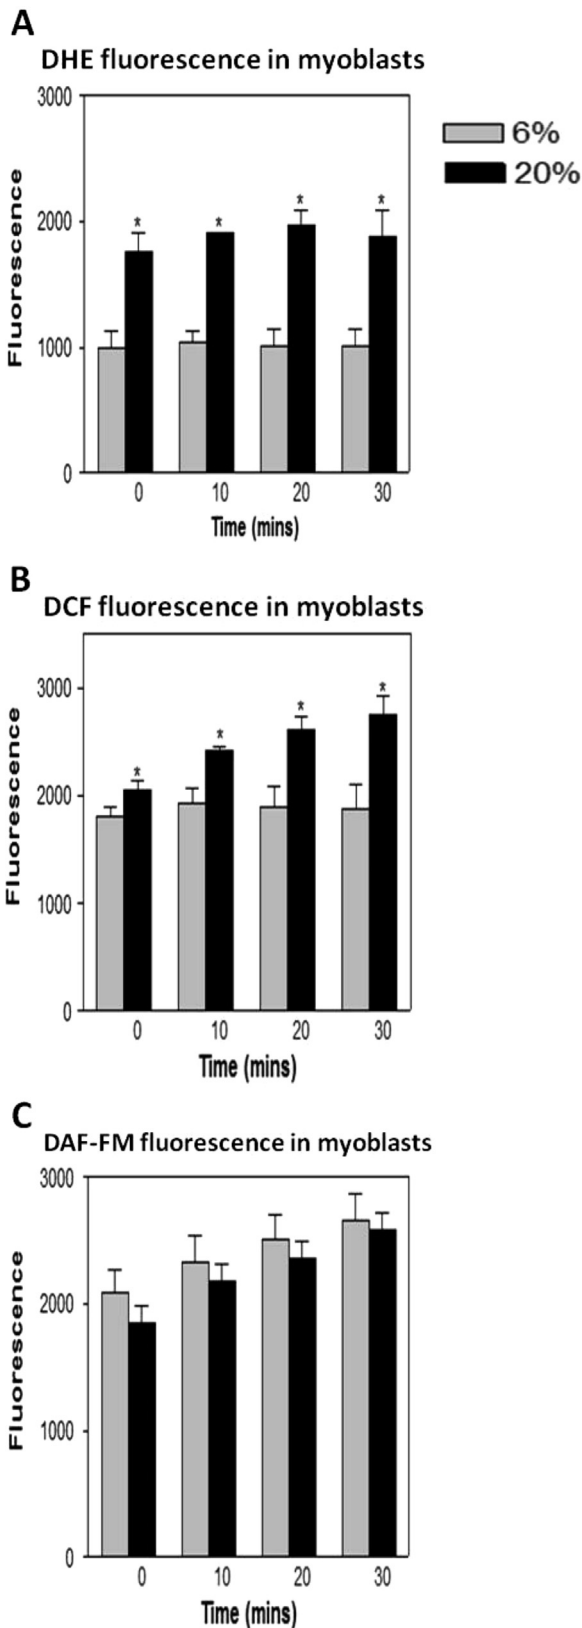 A
DHE fluorescence in myoblasts
3000
2000
1000
0
Fluorescence
* * * *
0 10 20 30
Time (mins)
6%
20%
B
DCF fluorescence in myoblasts
3000
2000
1000
0
Fluorescence
* * * *
0 10 20 30
Time (mins)
C
DAF-FM fluorescence in myoblasts
3000
2000
1000
0
Fluorescence
0 10 20 30
Time (mins)